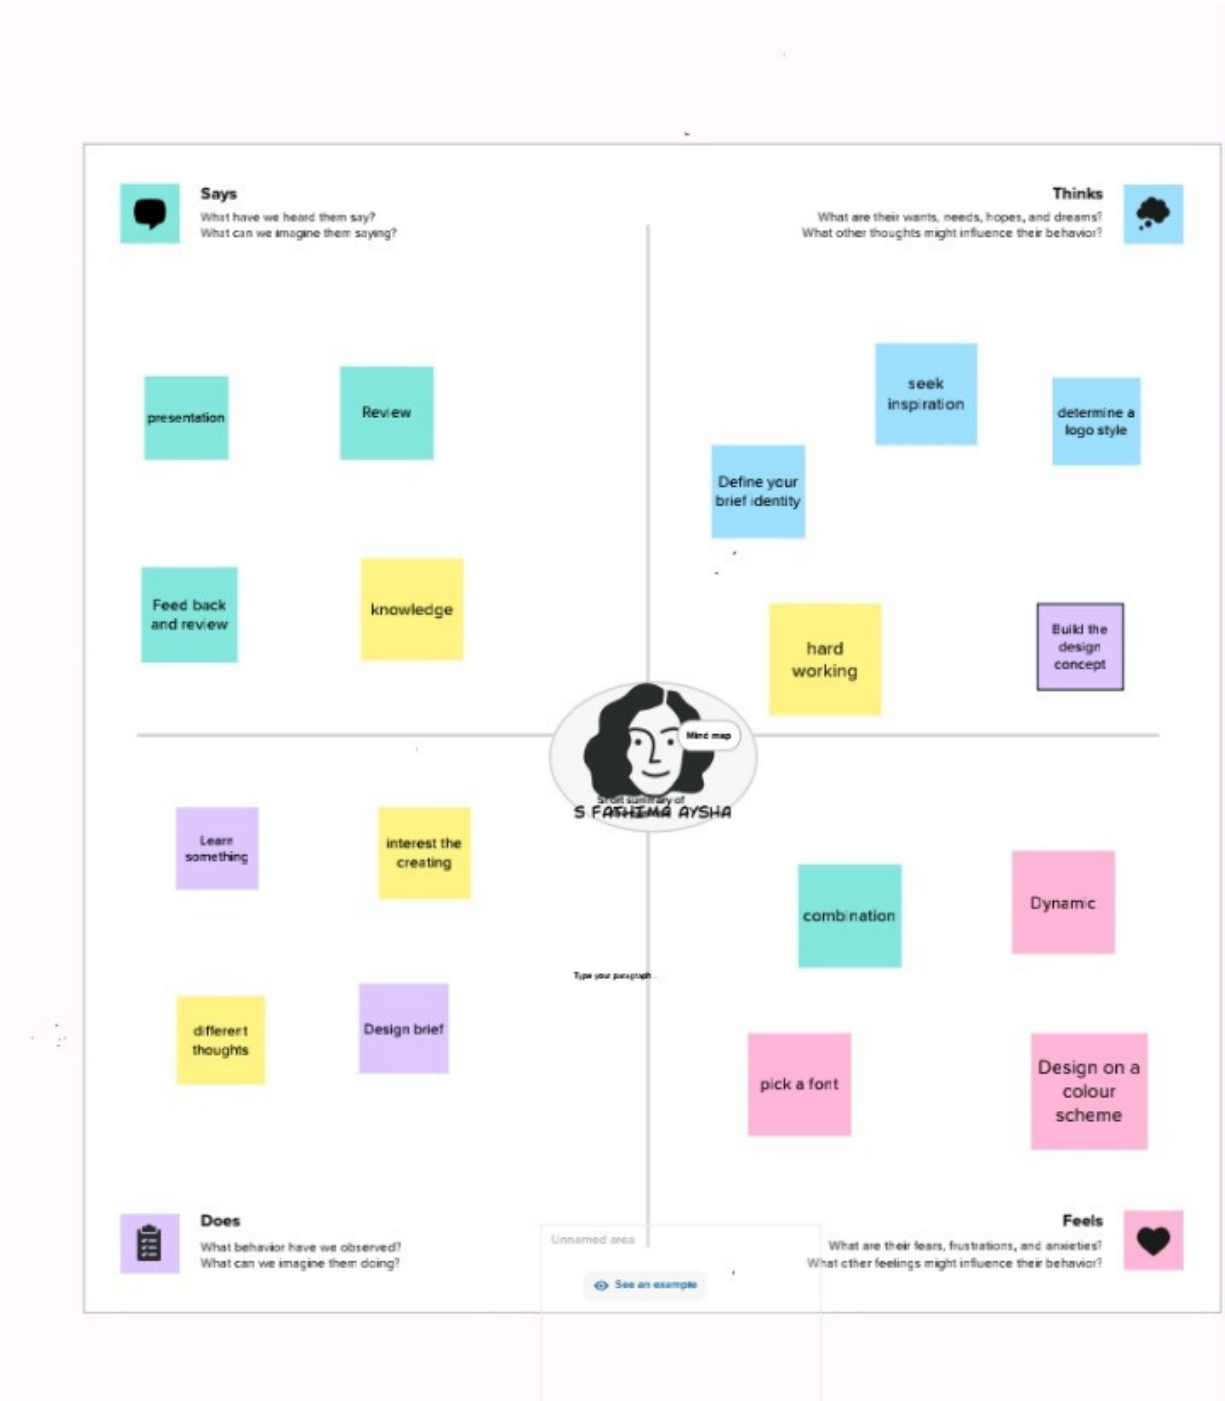 Says
What have we heard them say?
What can we imagine them saying?
Thinks
What are their wants, needs, hopes, and dreams?
What other thoughts might influence their behavior?
presentation
Review
seek
inspiration
determine a
logo style
Define your
brief identity
Feed back
and review
knowledge
hard
working
Build the
design
concept
Mind map
Short summary of
S FATHIMA AYSHA
Learn
something
interest the
creating
combination
Dynamic
Type your paragraph...
different
thoughts
Design brief
pick a font
Design on a
colour
scheme
Does
What behavior have we observed?
What can we imagine them doing?
Feels
What are their fears, frustrations, and anxieties?
What other feelings might influence their behavior?
Unnamed area
See an example